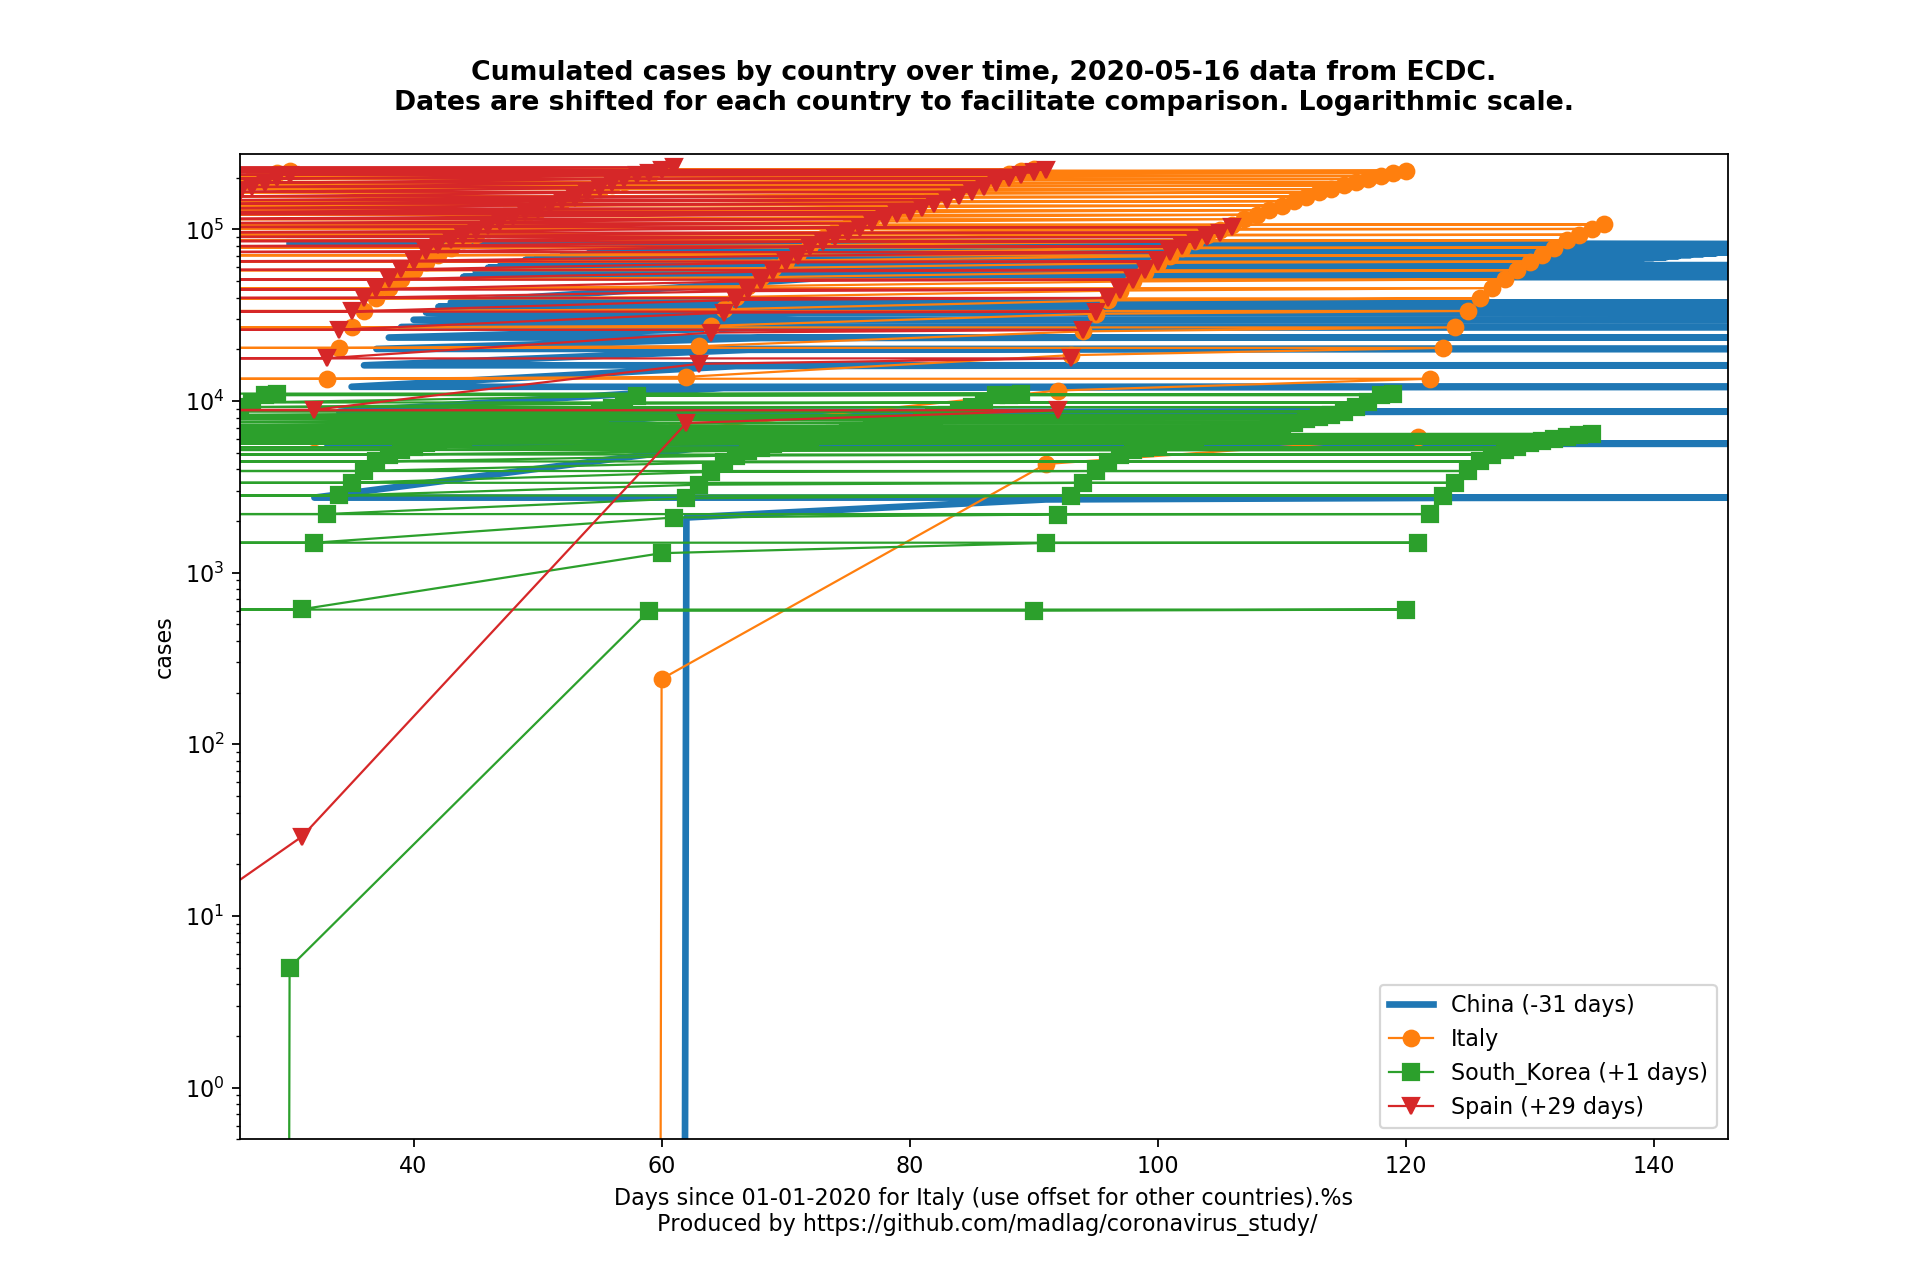 Cumulated cases by country over time, 2020-05-16 data from ECDC.
Dates are shifted for each country to facilitate comparison. Logarithmic scale.
10^5
10^4
10^3
10^2
10^1
10^0
cases
40 60 80 100 120 140
Days since 01-01-2020 for Italy (use offset for other countries).%s
Produced by https://github.com/madlag/coronavirus_study/
China (-31 days)
Italy
South_Korea (+1 days)
Spain (+29 days)